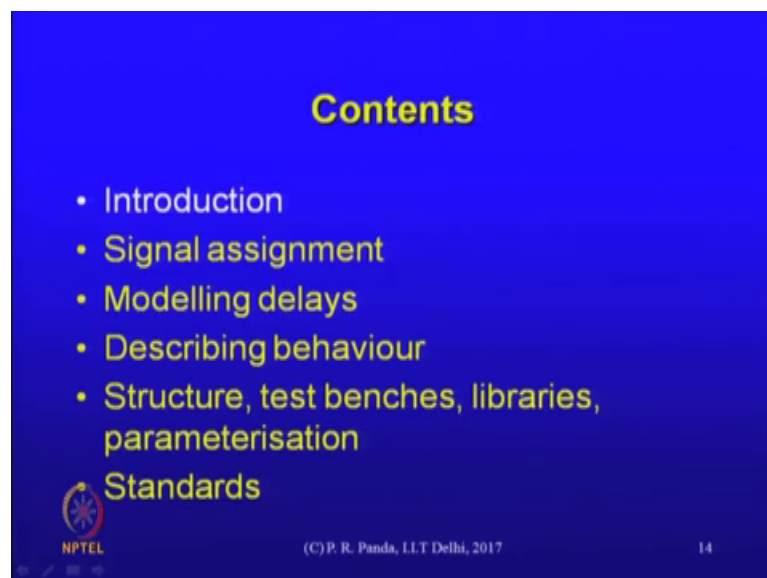 Contents
• Introduction
• Signal assignment
• Modelling delays
• Describing behaviour
• Structure, test benches, libraries,
parameterisation
• Standards
NPTEL
(C) P. R. Panda, I.I.T Delhi, 2017
14